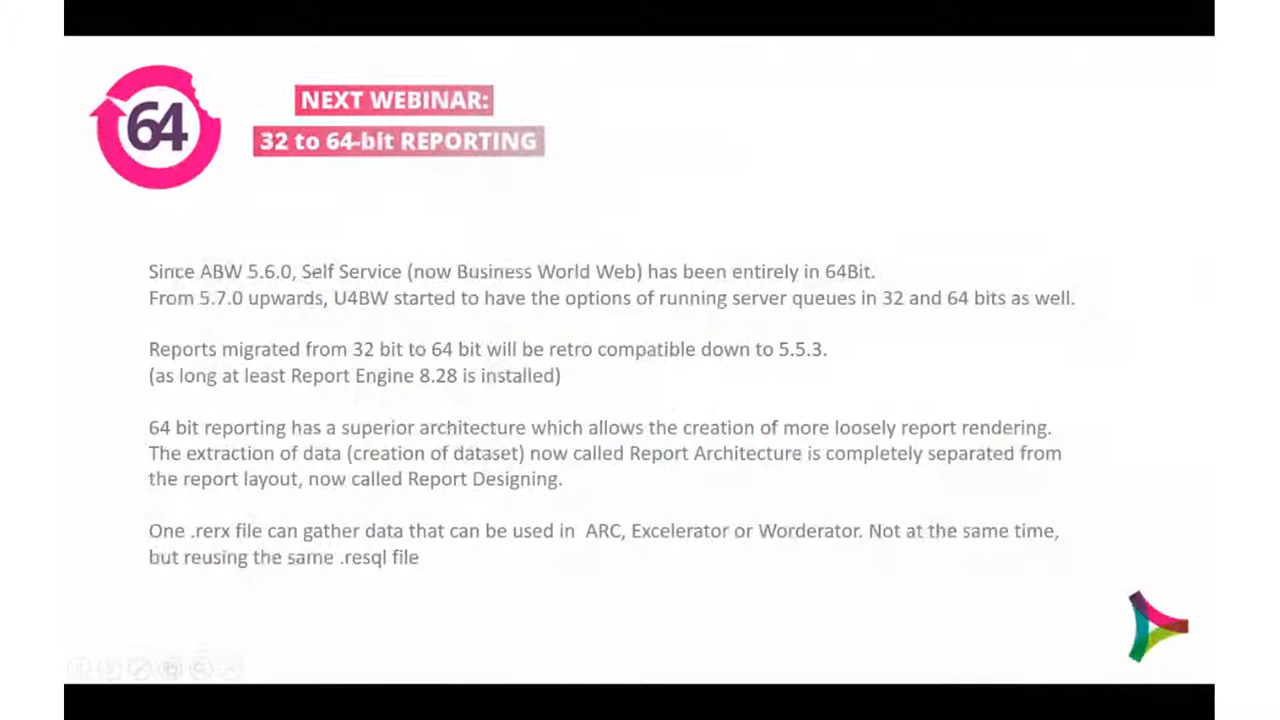 64
NEXT WEBINAR:
32 to 64-bit REPORTING
Since ABW 5.6.0, Self Service (now Business World Web) has been entirely in 64Bit.
From 5.7.0 upwards, U4BW started to have the options of running server queues in 32 and 64 bits as well.
Reports migrated from 32 bit to 64 bit will be retro compatible down to 5.5.3.
(as long at least Report Engine 8.28 is installed)
64 bit reporting has a superior architecture which allows the creation of more loosely report rendering.
The extraction of data (creation of dataset) now called Report Architecture is completely separated from
the report layout, now called Report Designing.
One .rerx file can gather data that can be used in ARC, Excelerator or Worderator. Not at the same time,
but reusing the same .resql file